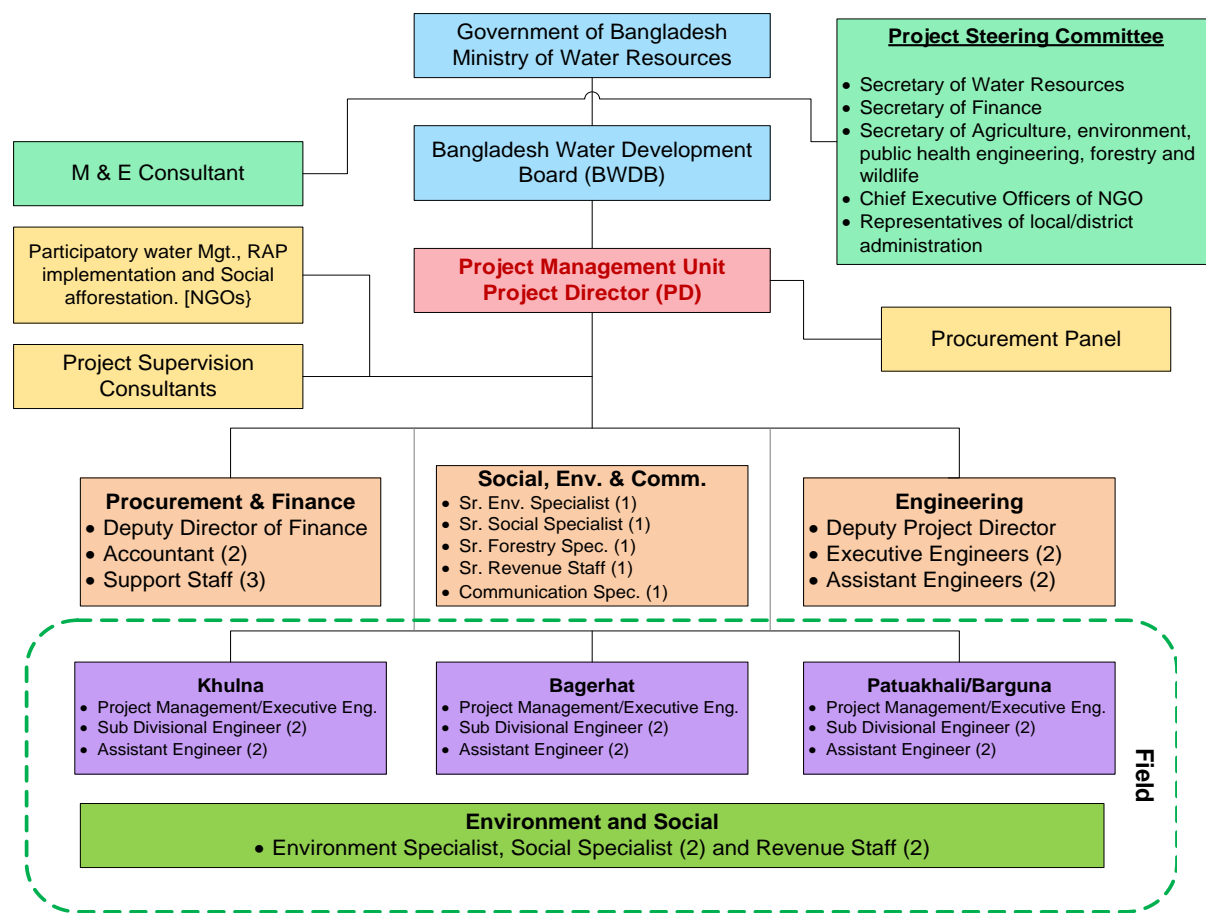 Government of Bangladesh
Ministry of Water Resources
Project Steering Committee
• Secretary of Water Resources
• Secretary of Finance
• Secretary of Agriculture, environment,
public health engineering, forestry and
wildlife
• Chief Executive Officers of NGO
• Representatives of local/district
administration
M & E Consultant
Bangladesh Water Development
Board (BWDB)
Participatory water Mgt., RAP
implementation and Social
afforestation. [NGOs}
Project Management Unit
Project Director (PD)
Procurement Panel
Project Supervision
Consultants
Procurement & Finance
• Deputy Director of Finance
• Accountant (2)
• Support Staff (3)
Social, Env. & Comm.
• Sr. Env. Specialist (1)
• Sr. Social Specialist (1)
• Sr. Forestry Spec. (1)
• Sr. Revenue Staff (1)
• Communication Spec. (1)
Engineering
• Deputy Project Director
• Executive Engineers (2)
• Assistant Engineers (2)
Khulna
• Project Management/Executive Eng.
• Sub Divisional Engineer (2)
• Assistant Engineer (2)
Bagerhat
• Project Management/Executive Eng.
• Sub Divisional Engineer (2)
• Assistant Engineer (2)
Patuakhali/Barguna
• Project Management/Executive Eng.
• Sub Divisional Engineer (2)
• Assistant Engineer (2)
Field
Environment and Social
• Environment Specialist, Social Specialist (2) and Revenue Staff (2)